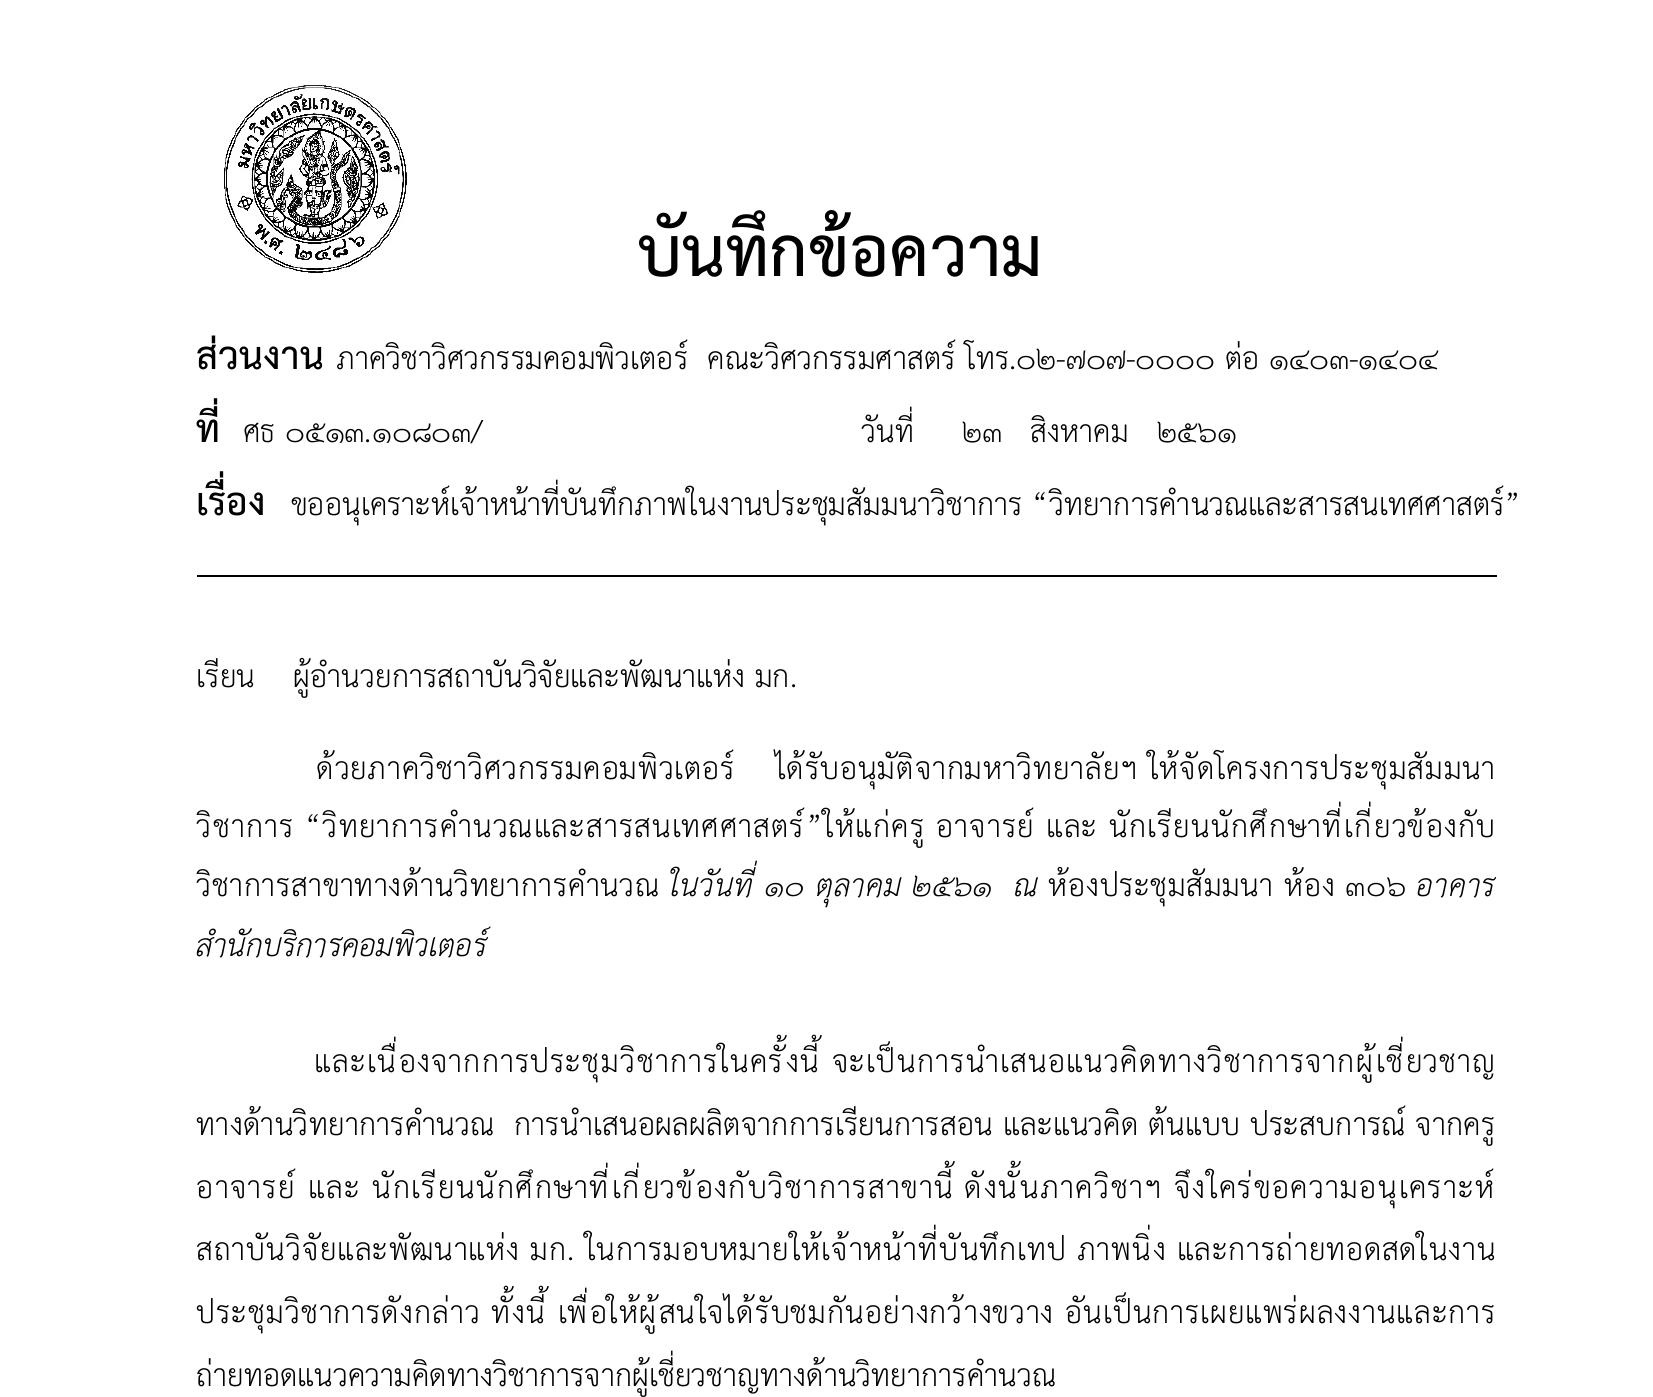 มหาวิทยาลัยเกษตรศาสตร์
พ.ศ. ๒๔๘๖
บันทึกข้อความ
ส่วนงาน ภาควิชาวิศวกรรมคอมพิวเตอร์ คณะวิศวกรรมศาสตร์ โทร.๐๒-๗๐๗-๐๐๐๐ ต่อ ๑๔๐๓-๑๔๐๔
ที่ ศธ ๐๕๑๓.๑๐๘๐๓/ วันที่ ๒๓ สิงหาคม ๒๕๖๑
เรื่อง ขออนุเคราะห์เจ้าหน้าที่บันทึกภาพในงานประชุมสัมมนาวิชาการ “วิทยาการคำนวณและสารสนเทศศาสตร์”
เรียน ผู้อำนวยการสถาบันวิจัยและพัฒนาแห่ง มก.
ด้วยภาควิชาวิศวกรรมคอมพิวเตอร์ ได้รับอนุมัติจากมหาวิทยาลัยฯ ให้จัดโครงการประชุมสัมมนา
วิชาการ “วิทยาการคำนวณและสารสนเทศศาสตร์”ให้แก่ครู อาจารย์ และ นักเรียนนักศึกษาที่เกี่ยวข้องกับ
วิชาการสาขาทางด้านวิทยาการคำนวณ ในวันที่ ๑๐ ตุลาคม ๒๕๖๑ ณ ห้องประชุมสัมมนา ห้อง ๓๐๖ อาคาร
สำนักบริการคอมพิวเตอร์
และเนื่องจากการประชุมวิชาการในครั้งนี้ จะเป็นการนำเสนอแนวคิดทางวิชาการจากผู้เชี่ยวชาญ
ทางด้านวิทยาการคำนวณ การนำเสนอผลผลิตจากการเรียนการสอน และแนวคิด ต้นแบบ ประสบการณ์ จากครู
อาจารย์ และ นักเรียนนักศึกษาที่เกี่ยวข้องกับวิชาการสาขานี้ ดังนั้นภาควิชาฯ จึงใคร่ขอความอนุเคราะห์
สถาบันวิจัยและพัฒนาแห่ง มก. ในการมอบหมายให้เจ้าหน้าที่บันทึกเทป ภาพนิ่ง และการถ่ายทอดสดในงาน
ประชุมวิชาการดังกล่าว ทั้งนี้ เพื่อให้ผู้สนใจได้รับชมกันอย่างกว้างขวาง อันเป็นการเผยแพร่ผลงานและการ
ถ่ายทอดแนวความคิดทางวิชาการจากผู้เชี่ยวชาญทางด้านวิทยาการคำนวณ